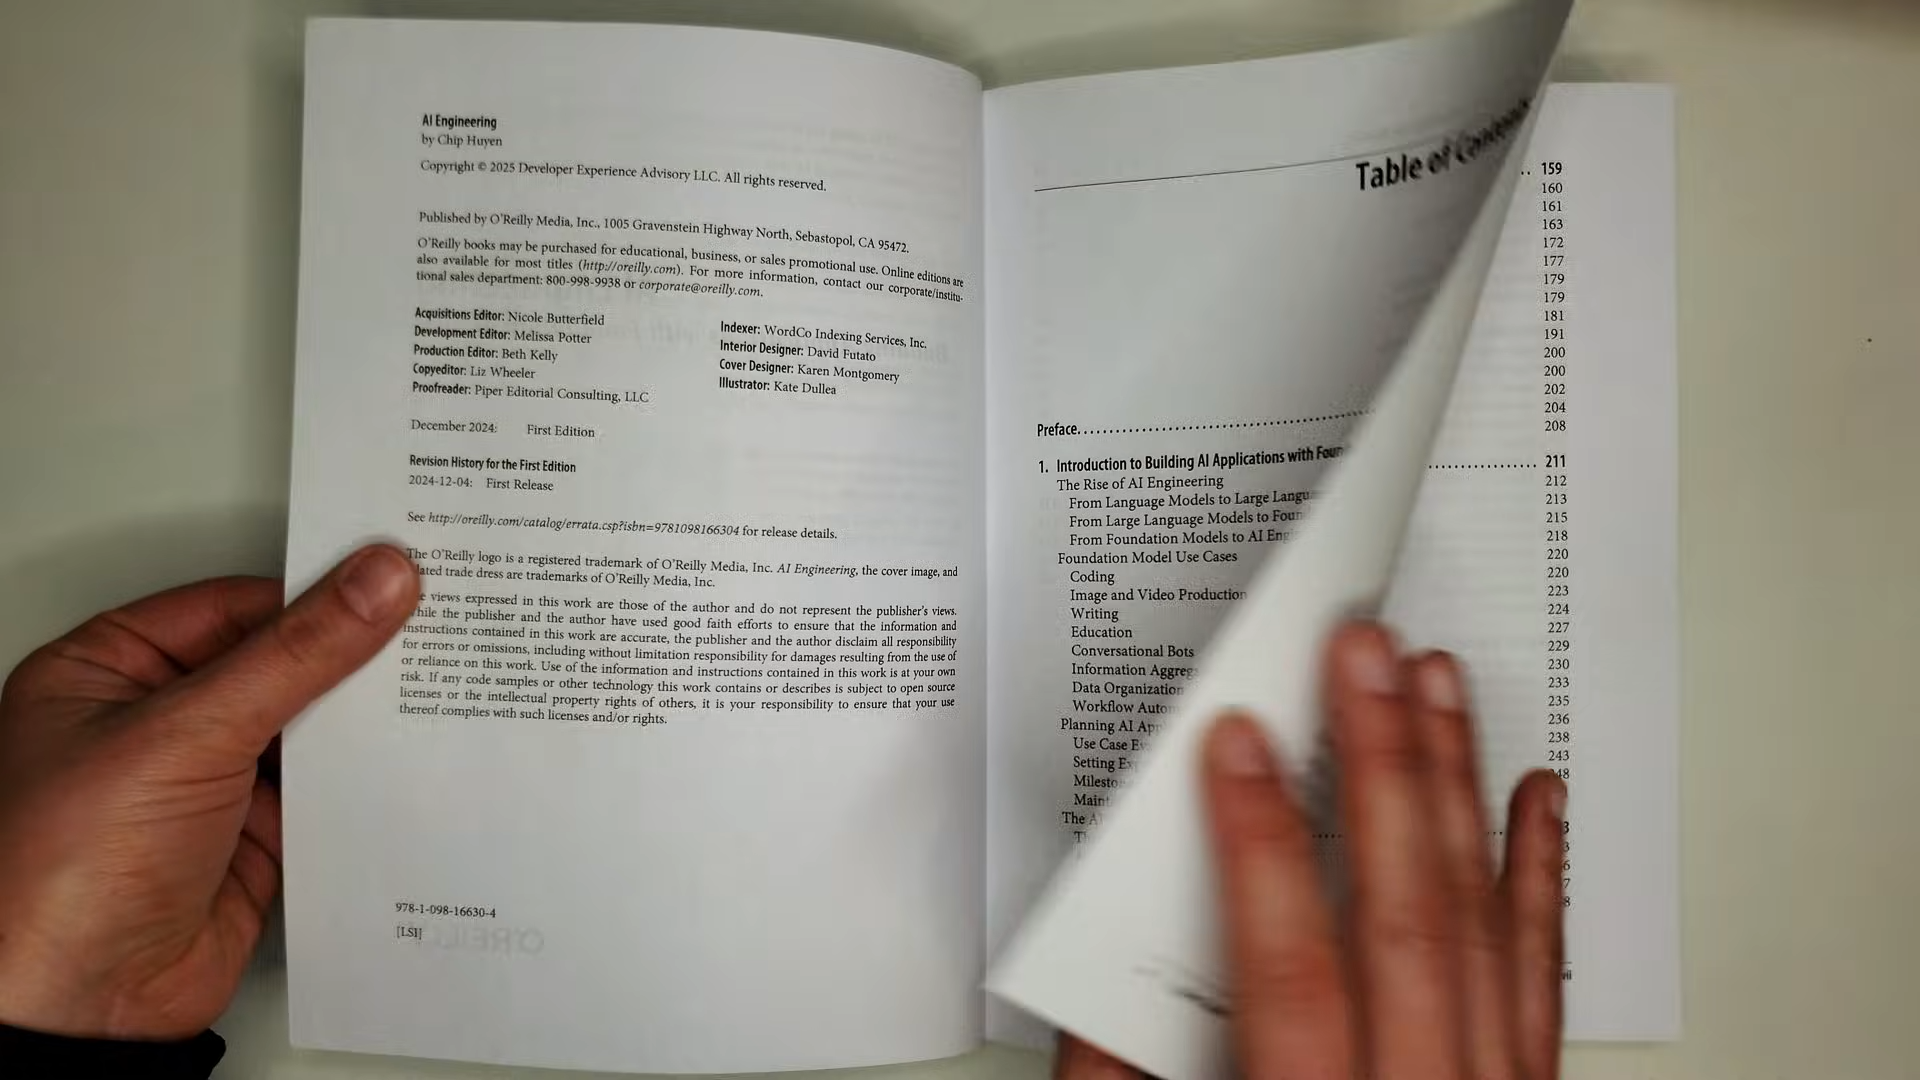 AI Engineering
by Chip Huyen
Copyright © 2025 Developer Experience Advisory LLC. All rights reserved.
Published by O'Reilly Media, Inc., 1005 Gravenstein Highway North, Sebastopol, CA 95472.
O'Reilly books may be purchased for educational, business, or sales promotional use. Online editions are
also available for most titles (http://oreilly.com). For more information, contact our corporate/institu-
tional sales department: 800-998-9938 or corporate@oreilly.com.
Acquisitions Editor: Nicole Butterfield
Development Editor: Melissa Potter
Production Editor: Beth Kelly
Copyeditor: Liz Wheeler
Proofreader: Piper Editorial Consulting, LLC
Indexer: WordCo Indexing Services, Inc.
Interior Designer: David Futato
Cover Designer: Karen Montgomery
Illustrator: Kate Dullea
December 2024: First Edition
Revision History for the First Edition
2024-12-04: First Release
See http://oreilly.com/catalog/errata.csp?isbn=9781098166304 for release details.
The O'Reilly logo is a registered trademark of O'Reilly Media, Inc. AI Engineering, the cover image, and
lated trade dress are trademarks of O'Reilly Media, Inc.
views expressed in this work are those of the author and do not represent the publisher's views.
While the publisher and the author have used good faith efforts to ensure that the information and
instructions contained in this work are accurate, the publisher and the author disclaim all responsibility
for errors or omissions, including without limitation responsibility for damages resulting from the use of
or reliance on this work. Use of the information and instructions contained in this work is at your own
risk. If any code samples or other technology this work contains or describes is subject to open source
licenses or the intellectual property rights of others, it is your responsibility to ensure that your use
thereof complies with such licenses and/or rights.
978-1-098-16630-4
[LSI]
Table of Contents
Preface.
1. Introduction to Building AI Applications with Foun
The Rise of AI Engineering
From Language Models to Large Langu
From Large Language Models to Foun
From Foundation Models to AI Eng
Foundation Model Use Cases
Coding
Image and Video Production
Writing
Education
Conversational Bots
Information Aggreg
Data Organization
Workflow Autom
Planning AI App
Use Case Ev
Setting Ex
Milesto
Maint
The A
159
160
161
163
172
177
179
179
181
191
200
200
202
204
208
211
212
213
215
218
220
220
223
224
227
229
230
233
235
236
238
243
48
3
3
6
7
8
vii